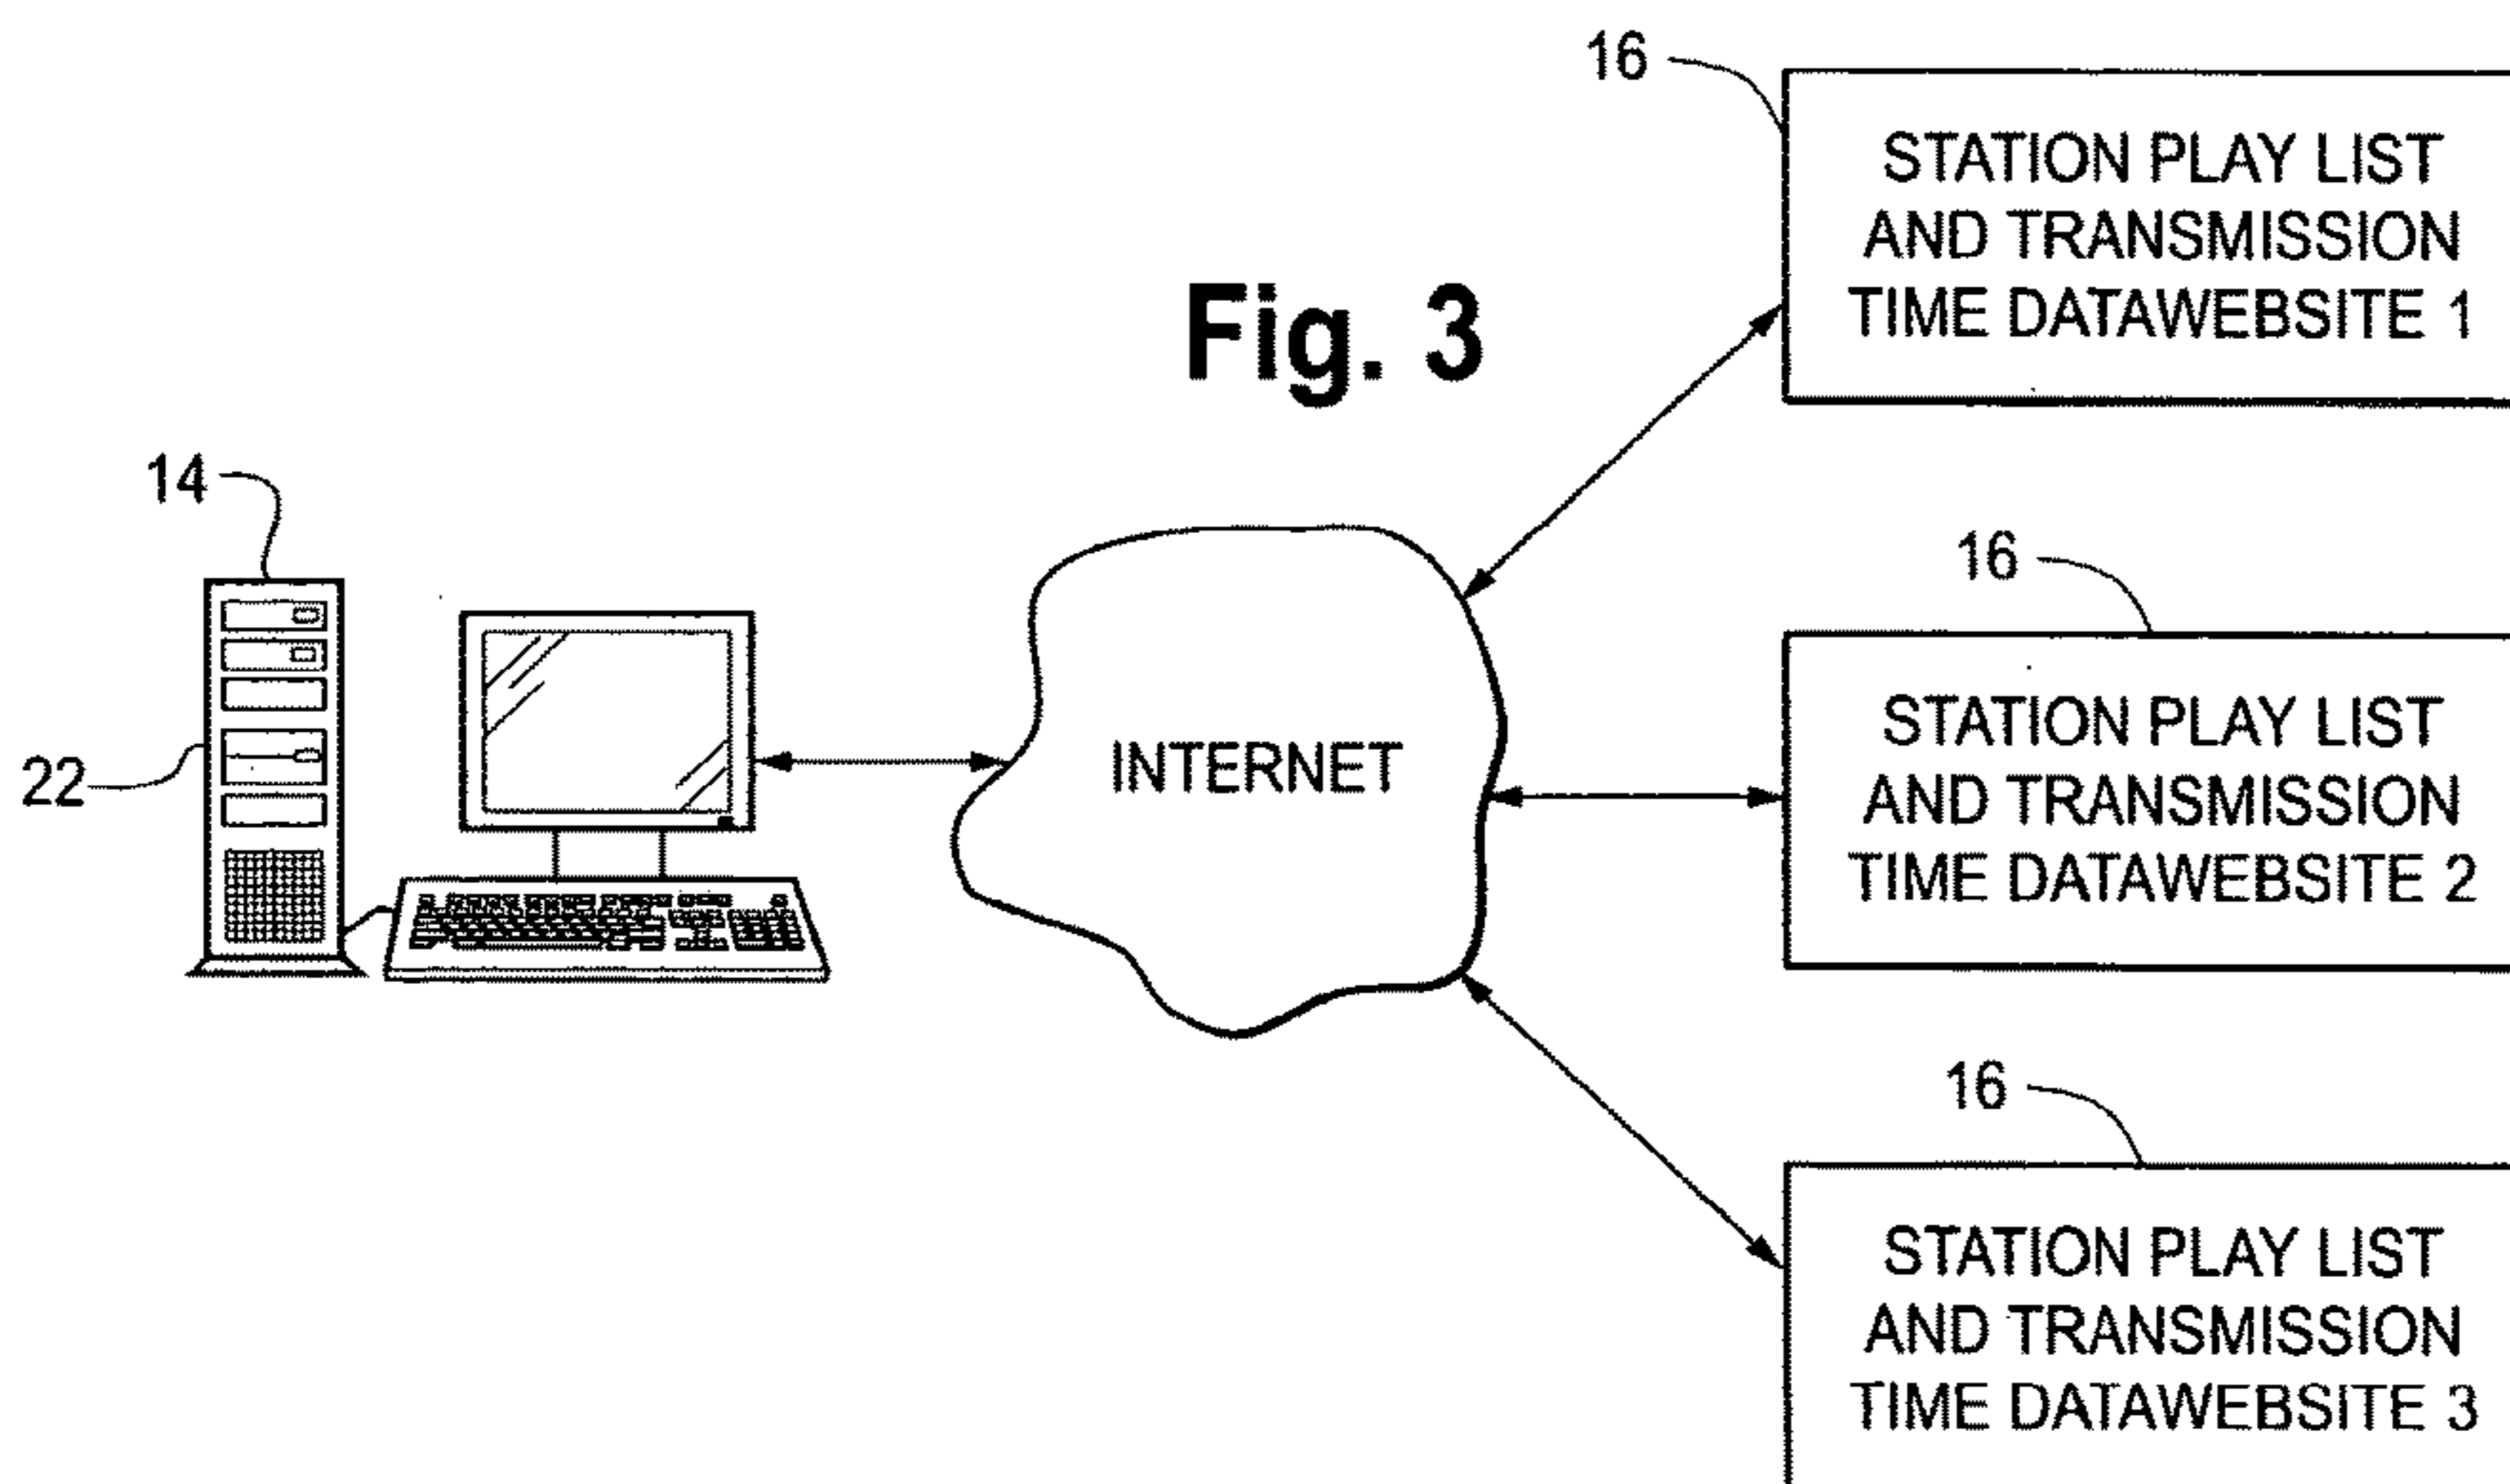 16
STATION PLAY LIST
AND TRANSMISSION
TIME DATAWEBSITE 1
Fig. 3
14
22
INTERNET
16
STATION PLAY LIST
AND TRANSMISSION
TIME DATAWEBSITE 2
16
STATION PLAY LIST
AND TRANSMISSION
TIME DATAWEBSITE 3